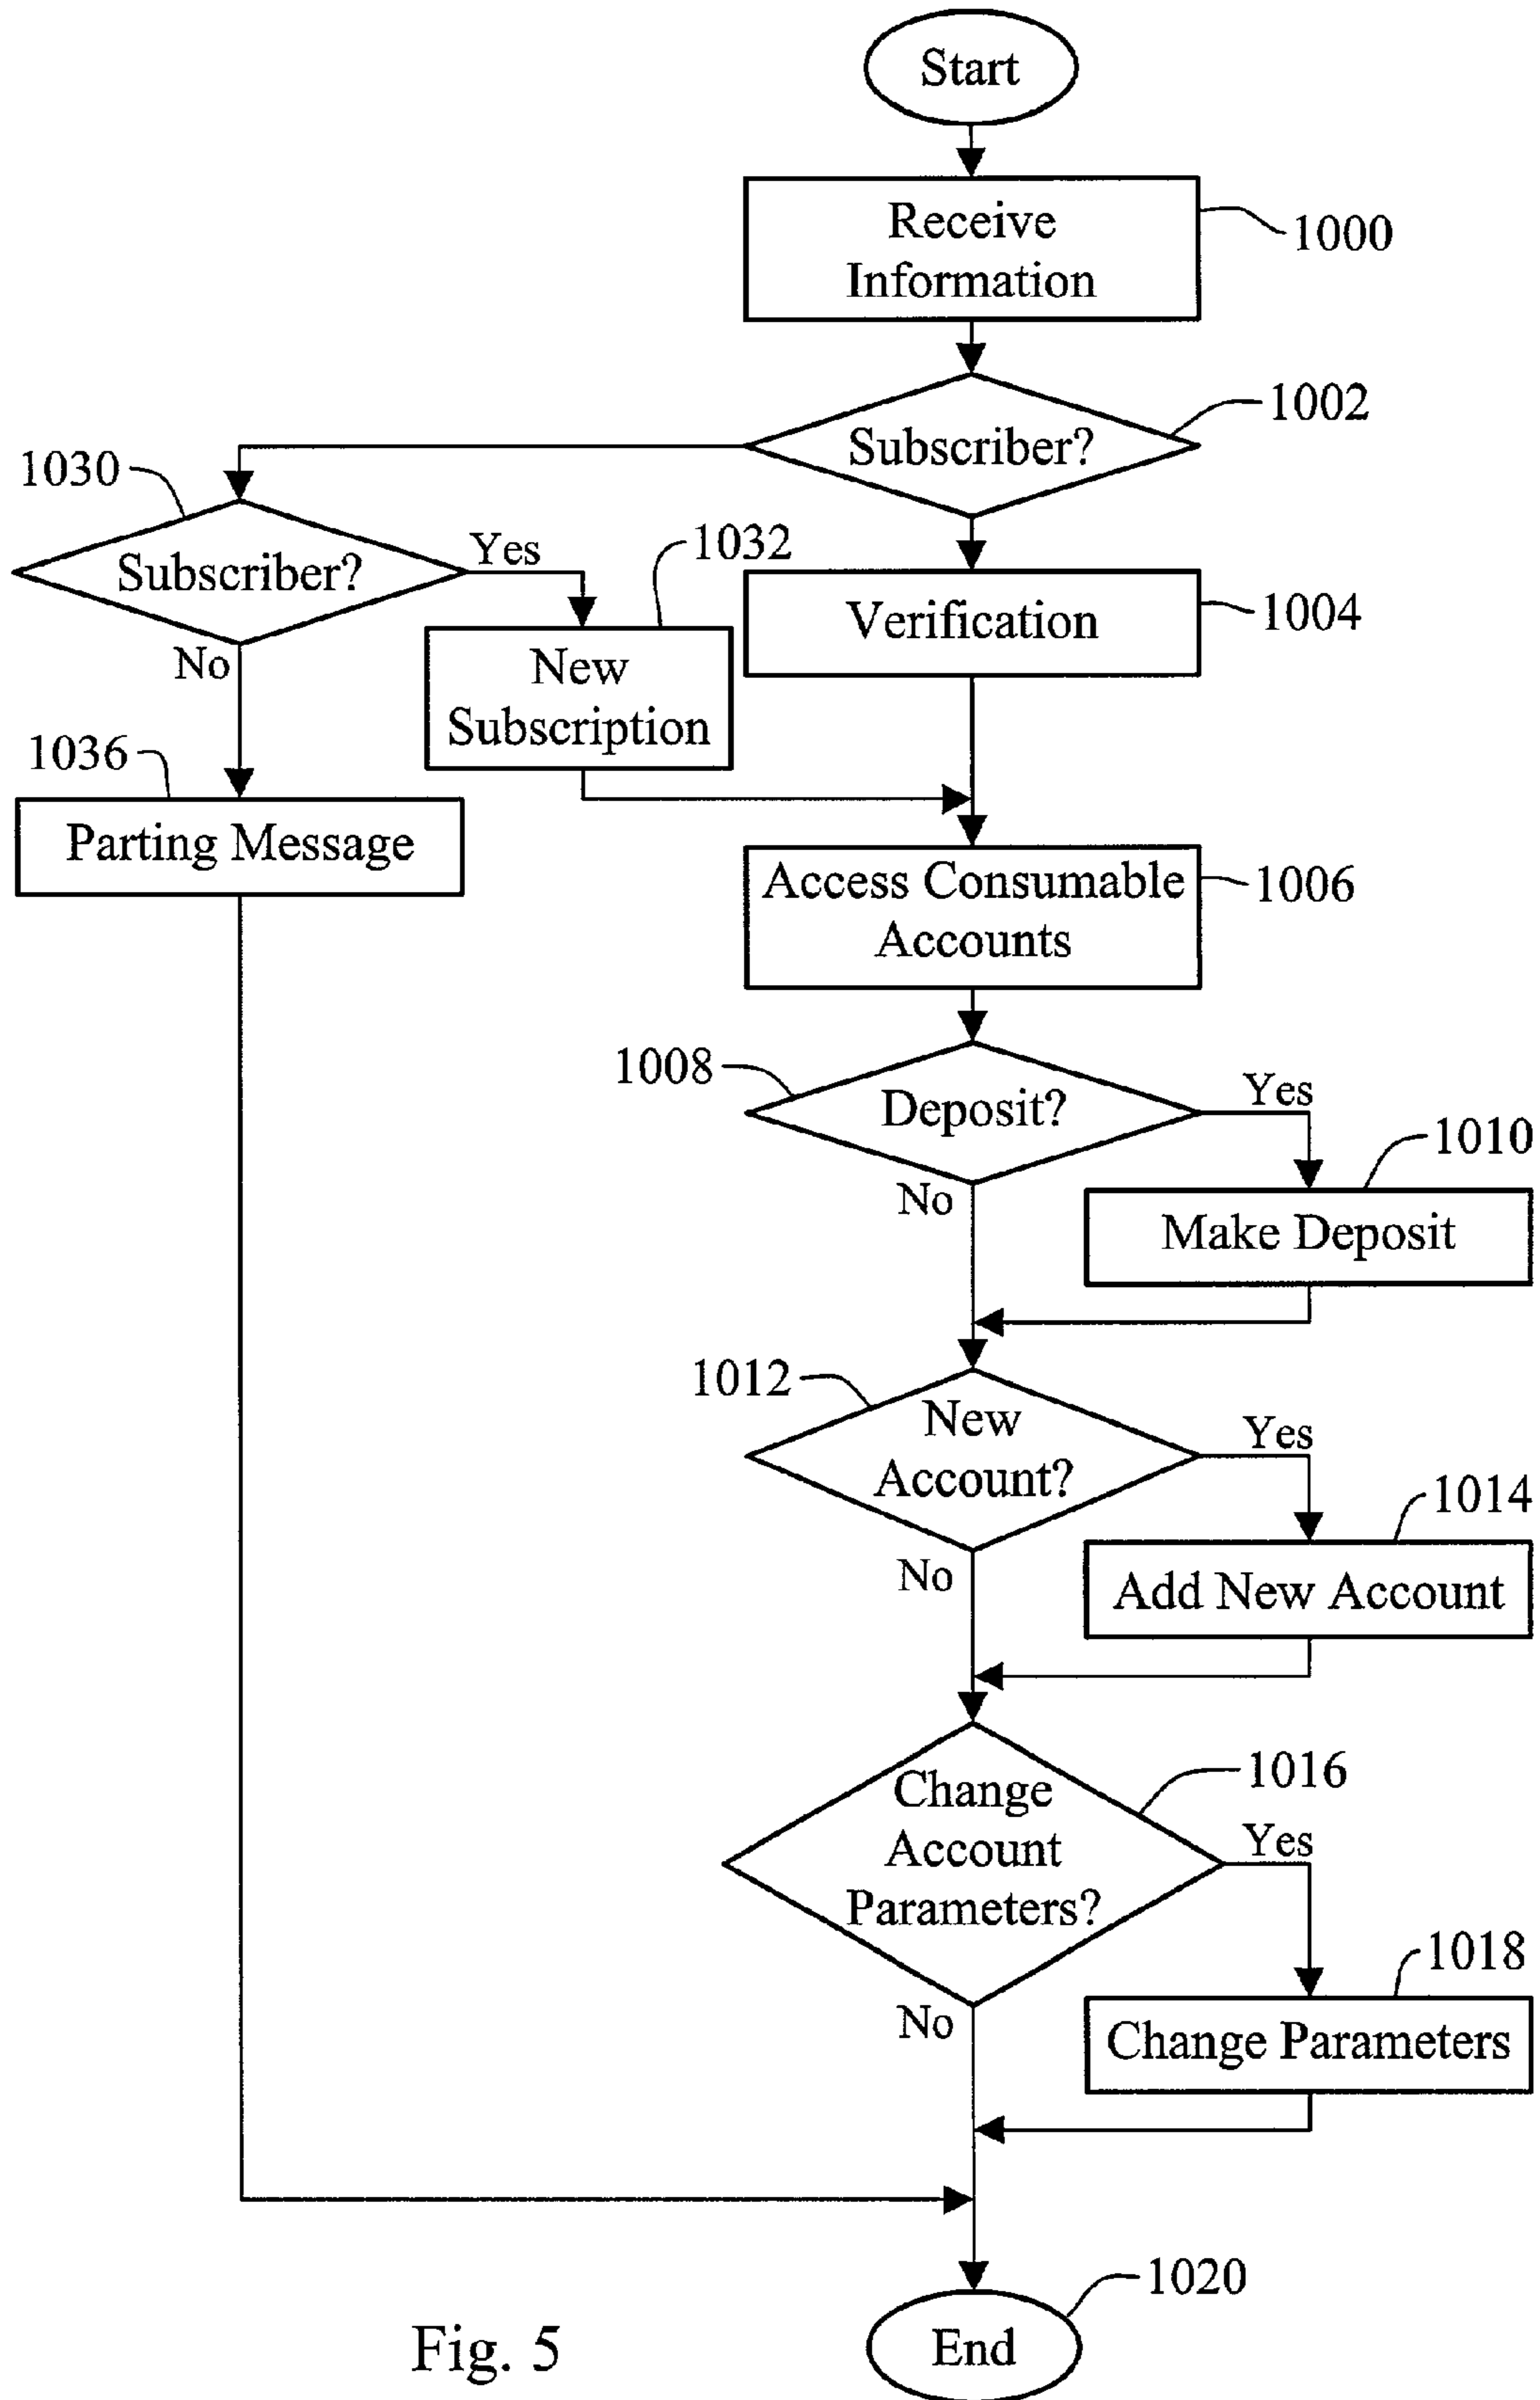 Start
Receive
Information
1000
Subscriber?
1002
1030
Subscriber?
Yes
No
1032
New
Subscription
Verification
1004
1036
Parting Message
Access Consumable
Accounts
1006
1008
Deposit?
Yes
No
1010
Make Deposit
1012
New
Account?
Yes
No
1014
Add New Account
Change
Account
Parameters?
1016
Yes
No
1018
Change Parameters
1020
End
Fig. 5